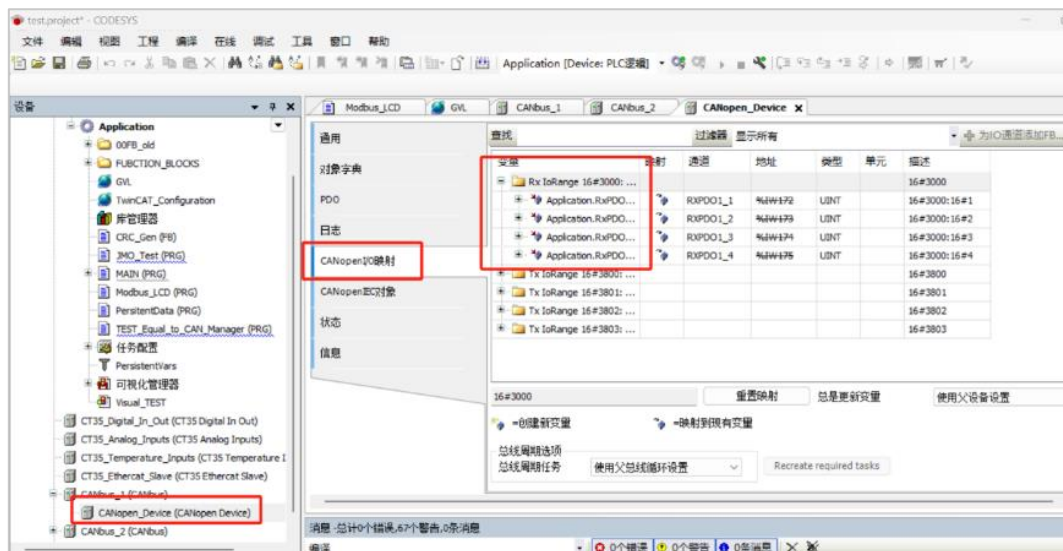 test.project* - CODESYS
文件 编辑 视图 工程 编译 在线 调试 工具 窗口 帮助
Application [Device: PLC逻辑]
设备
Application
00FB_old
FUBCTION_BLOCKS
GVL
TwinCAT_Configuration
库管理器
CRC_Gen (FB)
JMO_Test (PRG)
MAIN (PRG)
Modbus_LCD (PRG)
PersitentData (PRG)
TEST_Equal_to_CAN_Manager (PRG)
任务配置
PersistentVars
可视化管理器
Visual_TEST
CT35_Digital_In_Out (CT35 Digital In Out)
CT35_Analog_Inputs (CT35 Analog Inputs)
CT35_Temperature_Inputs (CT35 Temperature I
CT35_Ethercat_Slave (CT35 Ethercat Slave)
CANbus_1 (CANbus)
CANopen_Device (CANopen Device)
CANbus_2 (CANbus)
Modbus_LCD GVL CANbus_1 CANbus_2 CANopen_Device
通用
对象字典
PDO
日志
CANopenI/O映射
CANopenIEC对象
状态
信息
查找 过滤器 显示所有 为IO通道添加FB...
变量 映射 通道 地址 类型 单元 描述
Rx IoRange 16#3000: ... 16#3000
Application.RxPDO... RXPDO1_1 %IW172 UINT 16#3000:16#1
Application.RxPDO... RXPDO1_2 %IW173 UINT 16#3000:16#2
Application.RxPDO... RXPDO1_3 %IW174 UINT 16#3000:16#3
Application.RxPDO... RXPDO1_4 %IW175 UINT 16#3000:16#4
Tx IoRange 16#3800: ... 16#3800
Tx IoRange 16#3801: ... 16#3801
Tx IoRange 16#3802: ... 16#3802
Tx IoRange 16#3803: ... 16#3803
16#3000 重置映射 总是更新变量 使用父设备设置
=创建新变量 =映射到现有变量
总线周期选项
总线周期任务 使用父总线循环设置 Recreate required tasks
消息 -总计0个错误,67个警告,0条消息
编译 0个错误 0个警告 0条消息